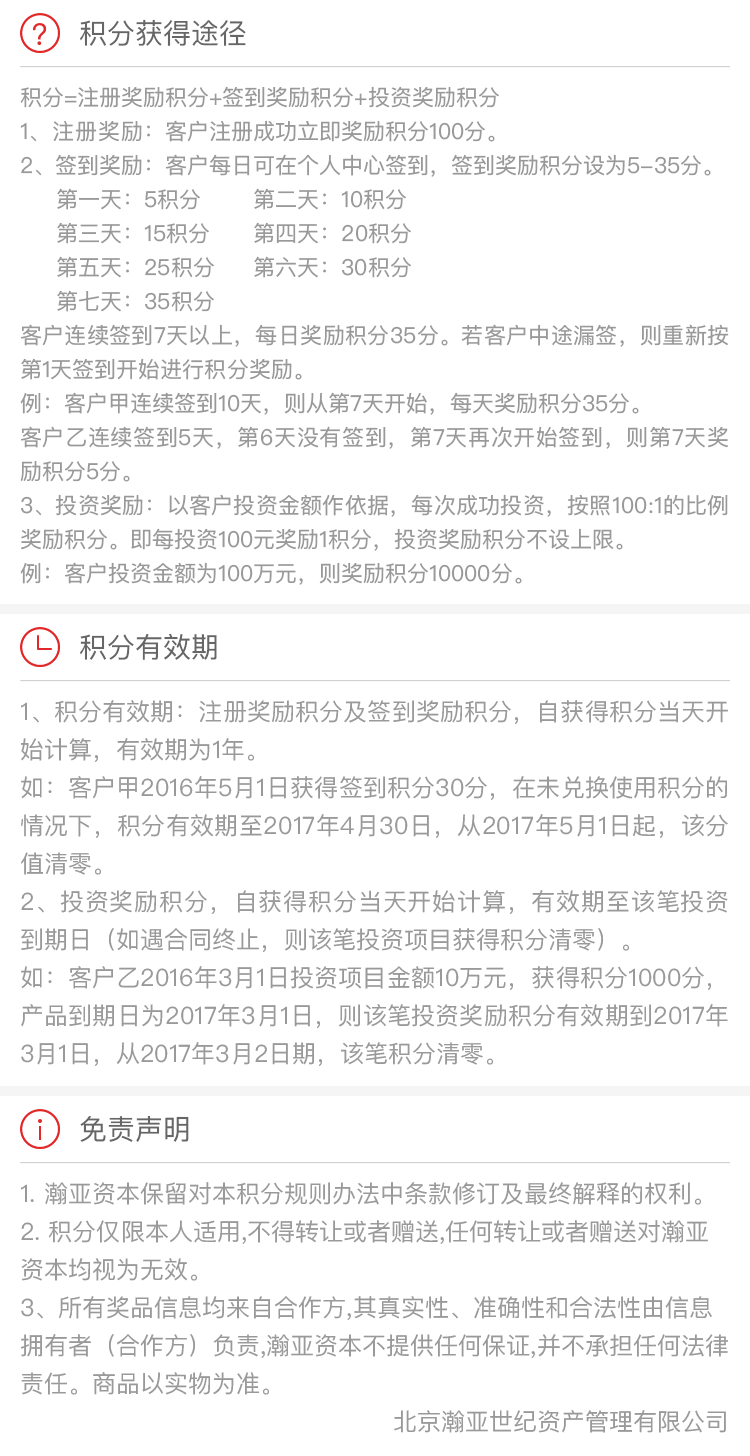 积分获得途径
积分=注册奖励积分+签到奖励积分+投资奖励积分
1、注册奖励：客户注册成功立即奖励积分100分。
2、签到奖励：客户每日可在个人中心签到，签到奖励积分设为5-35分。
第一天：5积分 第二天：10积分
第三天：15积分 第四天：20积分
第五天：25积分 第六天：30积分
第七天：35积分
客户连续签到7天以上，每日奖励积分35分。若客户中途漏签，则重新按
第1天签到开始进行积分奖励。
例：客户甲连续签到10天，则从第7天开始，每天奖励积分35分。
客户乙连续签到5天，第6天没有签到，第7天再次开始签到，则第7天奖
励积分5分。
3、投资奖励：以客户投资金额作依据，每次成功投资，按照100:1的比例
奖励积分。即每投资100元奖励1积分，投资奖励积分不设上限。
例：客户投资金额为100万元，则奖励积分10000分。
积分有效期
1、积分有效期：注册奖励积分及签到奖励积分，自获得积分当天开
始计算，有效期为1年。
如：客户甲2016年5月1日获得签到积分30分，在未兑换使用积分的
情况下，积分有效期至2017年4月30日，从2017年5月1日起，该分
值清零。
2、投资奖励积分，自获得积分当天开始计算，有效期至该笔投资
到期日（如遇合同终止，则该笔投资项目获得积分清零）。
如：客户乙2016年3月1日投资项目金额10万元，获得积分1000分，
产品到期日为2017年3月1日，则该笔投资奖励积分有效期到2017年
3月1日，从2017年3月2日期，该笔积分清零。
免责声明
1. 瀚亚资本保留对本积分规则办法中条款修订及最终解释的权利。
2. 积分仅限本人适用,不得转让或者赠送,任何转让或者赠送对瀚亚
资本均视为无效。
3、所有奖品信息均来自合作方,其真实性、准确性和合法性由信息
拥有者（合作方）负责,瀚亚资本不提供任何保证,并不承担任何法律
责任。商品以实物为准。
北京瀚亚世纪资产管理有限公司